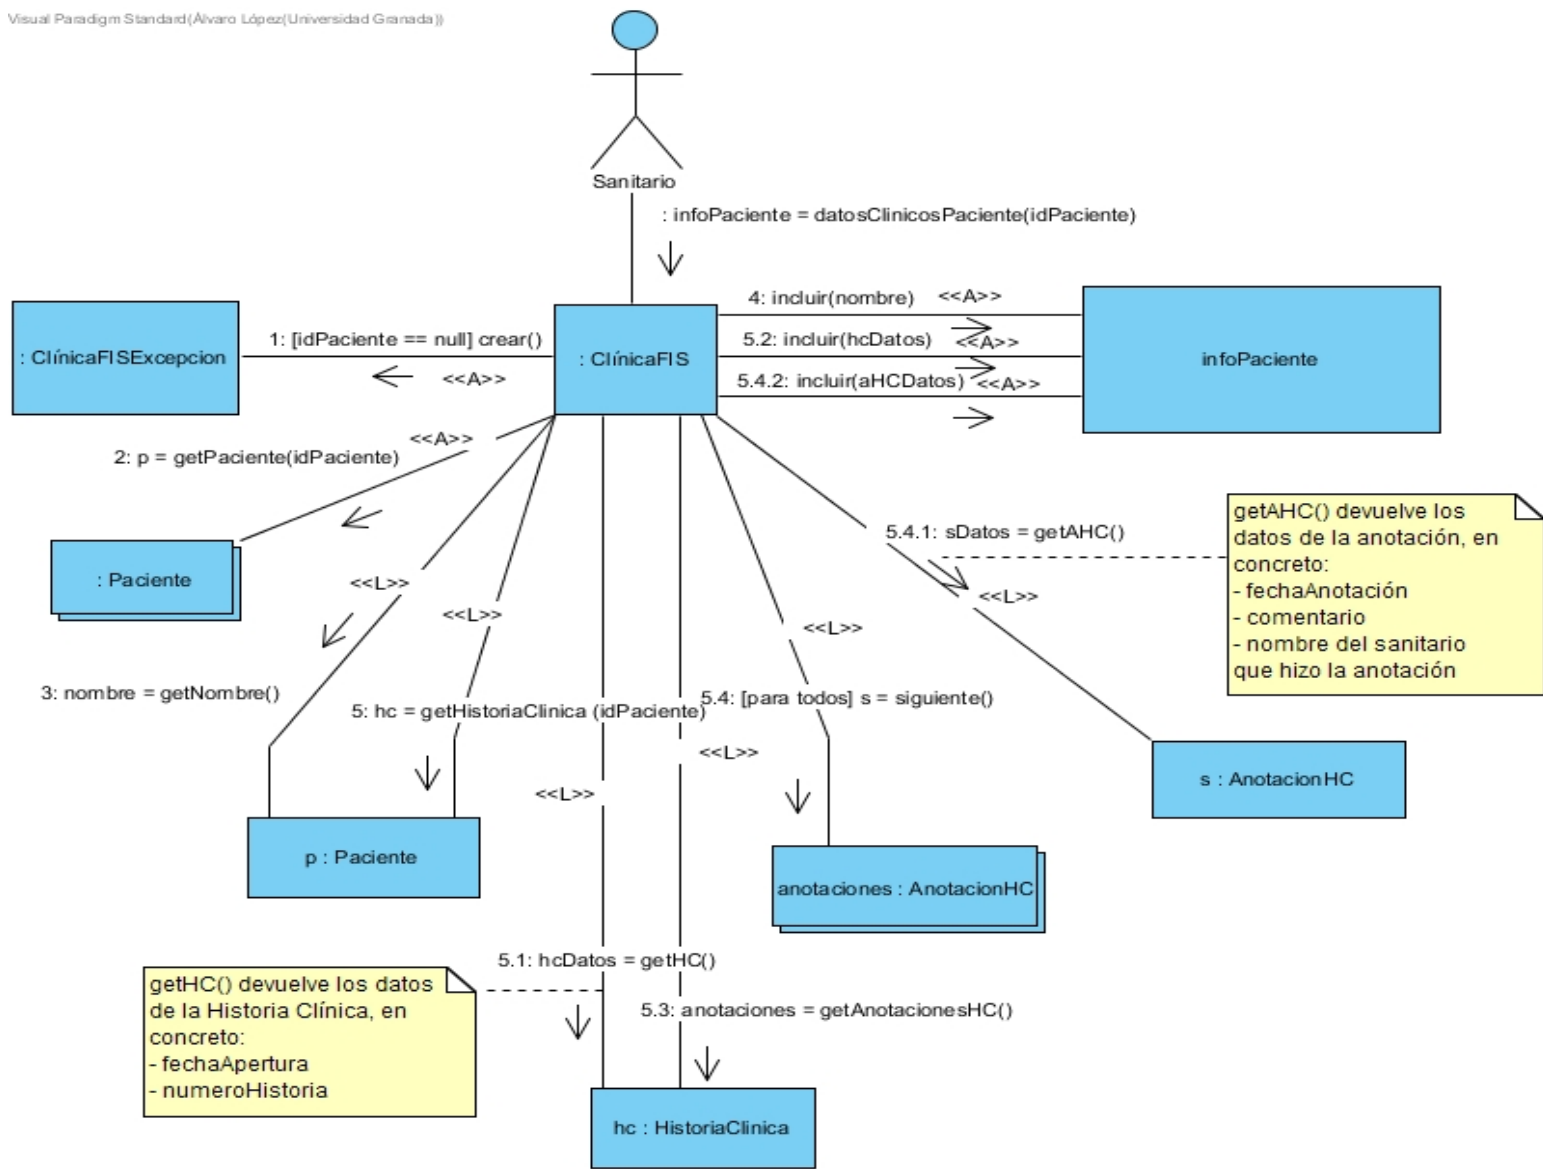 Visual Paradigm Standard(Álvaro López(Universidad Granada))
Sanitario
: infoPaciente = datosClinicosPaciente(idPaciente)
4: incluir(nombre) <<A>>
: ClínicaFISExcepcion
1: [idPaciente == null] crear()
<<A>>
: ClínicaFIS
5.2: incluir(hcDatos) <<A>>
5.4.2: incluir(aHCDatos) <<A>>
infoPaciente
<<A>>
2: p = getPaciente(idPaciente)
: Paciente
<<L>>
<<L>>
<<L>>
5.4.1: sDatos = getAHC()
<<L>>
getAHC() devuelve los
datos de la anotación, en
concreto:
- fechaAnotación
- comentario
- nombre del sanitario
que hizo la anotación
3: nombre = getNombre()
5: hc = getHistoriaClinica (idPaciente)
5.4: [para todos] s = siguiente()
<<L>>
<<L>>
s : AnotacionHC
p : Paciente
anotaciones : AnotacionHC
5.1: hcDatos = getHC()
getHC() devuelve los datos
de la Historia Clínica, en
concreto:
- fechaApertura
- numeroHistoria
5.3: anotaciones = getAnotacionesHC()
hc : HistoriaClinica